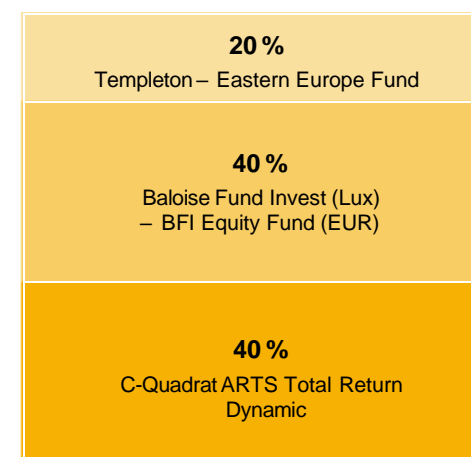 20 %
Templeton – Eastern Europe Fund
40 %
Baloise Fund Invest (Lux)
– BFI Equity Fund (EUR)
40 %
C-Quadrat ARTS Total Return
Dynamic